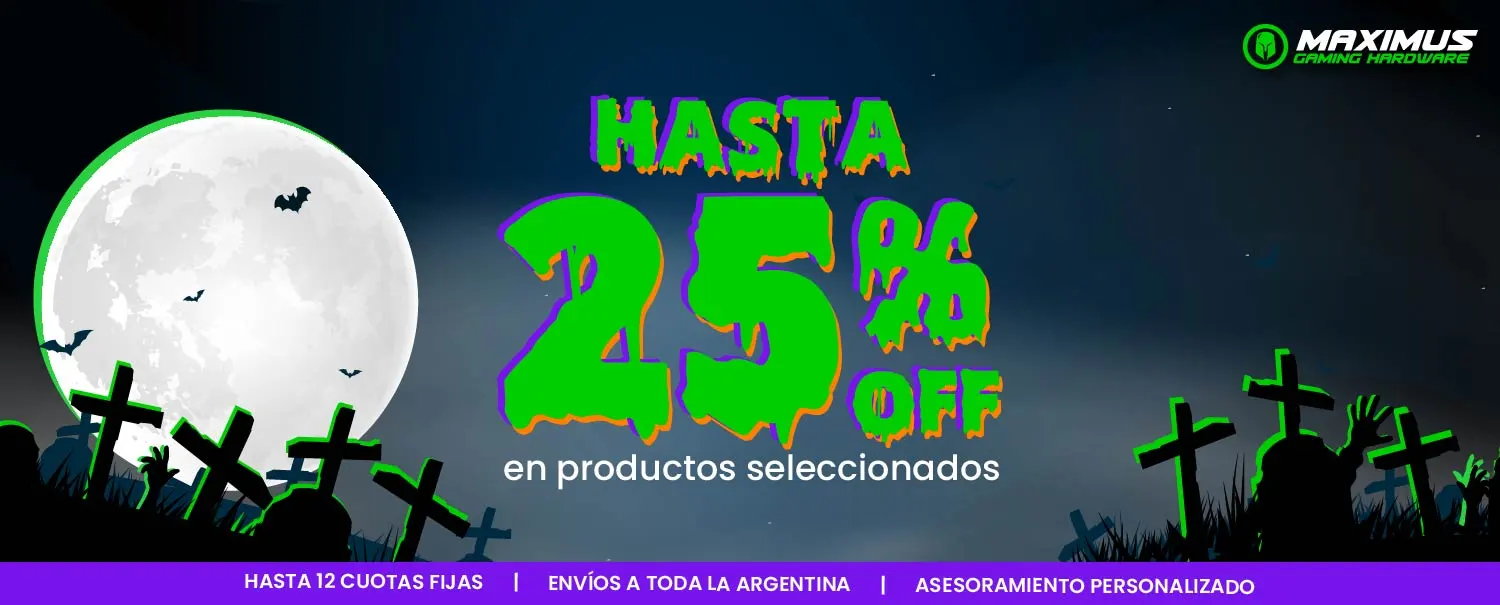 MAXIMUS
GAMING HARDWARE
HASTA
25%
OFF
en productos seleccionados
HASTA 12 CUOTAS FIJAS | ENVÍOS A TODA LA ARGENTINA | ASESORAMIENTO PERSONALIZADO